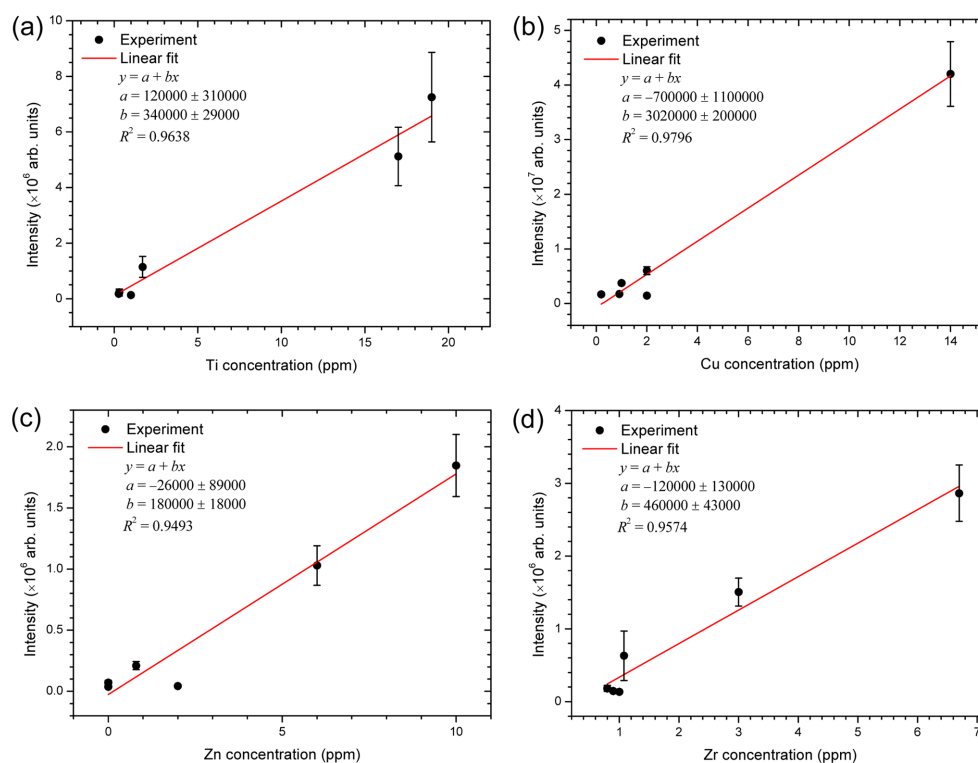 (a)
Experiment
Linear fit
y = a + bx
a = 120000 ± 310000
b = 340000 ± 29000
R² = 0.9638
10
8
6
4
2
0
0 5 10 15 20
Intensity (×10⁶ arb. units)
Ti concentration (ppm)
(b)
Experiment
Linear fit
y = a + bx
a = –700000 ± 1100000
b = 3020000 ± 200000
R² = 0.9796
5
4
3
2
1
0
0 2 4 6 8 10 12 14
Intensity (×10⁷ arb. units)
Cu concentration (ppm)
(c)
Experiment
Linear fit
y = a + bx
a = –26000 ± 89000
b = 180000 ± 18000
R² = 0.9493
2.0
1.5
1.0
0.5
0.0
0 5 10
Intensity (×10⁶ arb. units)
Zn concentration (ppm)
(d)
Experiment
Linear fit
y = a + bx
a = –120000 ± 130000
b = 460000 ± 43000
R² = 0.9574
4
3
2
1
0
1 2 3 4 5 6 7
Intensity (×10⁶ arb. units)
Zr concentration (ppm)